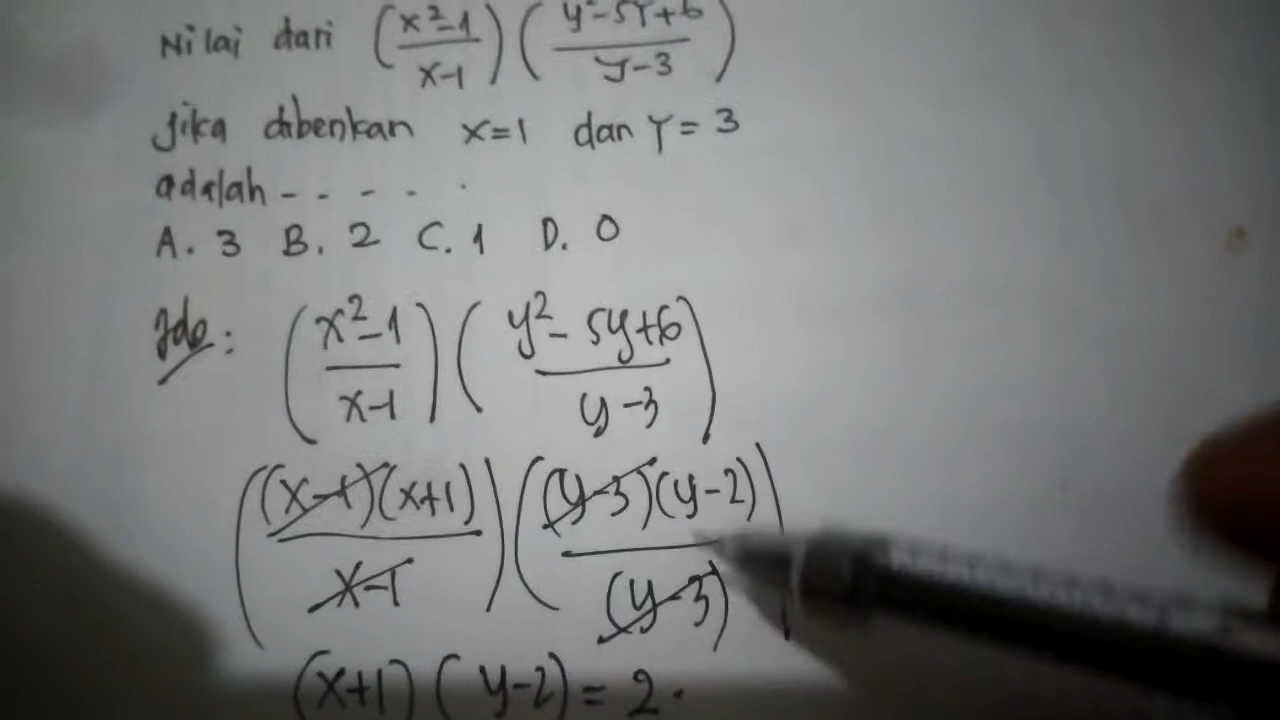 Nilai dari (x²-1/x-1) (y²-5y+6/y-3)
Jika diberikan x=1 dan y=3
adalah - - - - .
A. 3 B. 2 C. 1 D. 0
(x²-1/x-1) (y²-5y+6/y-3)
((x-1)(x+1)/x-1) ((y-3)(y-2)/(y-3))
(x+1) (y-2) = 2.